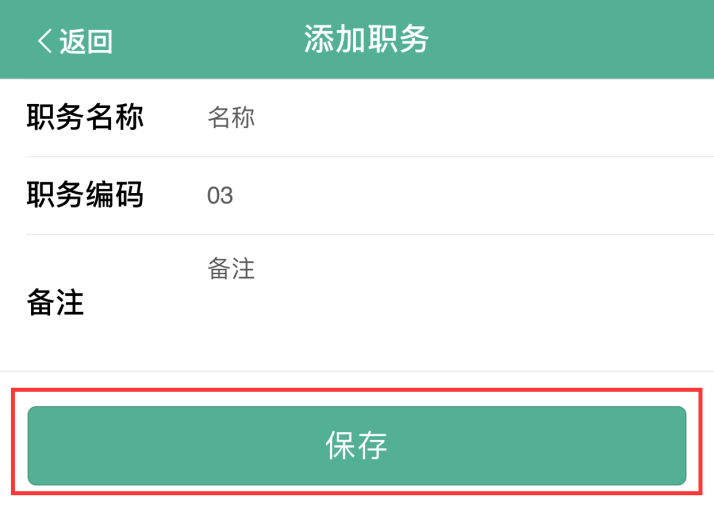 返回 添加职务
职务名称 名称
职务编码 03
备注
备注
保存